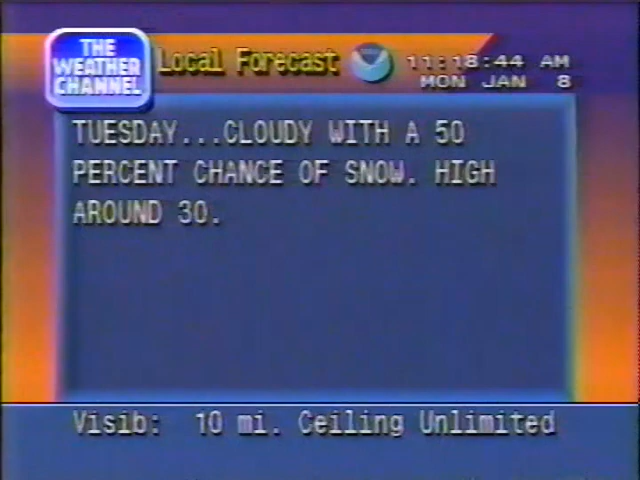 THE
WEATHER
CHANNEL
Local Forecast
11:18:44 AM
MON JAN 8
TUESDAY...CLOUDY WITH A 50
PERCENT CHANCE OF SNOW. HIGH
AROUND 30.
Visib: 10 mi. Ceiling Unlimited